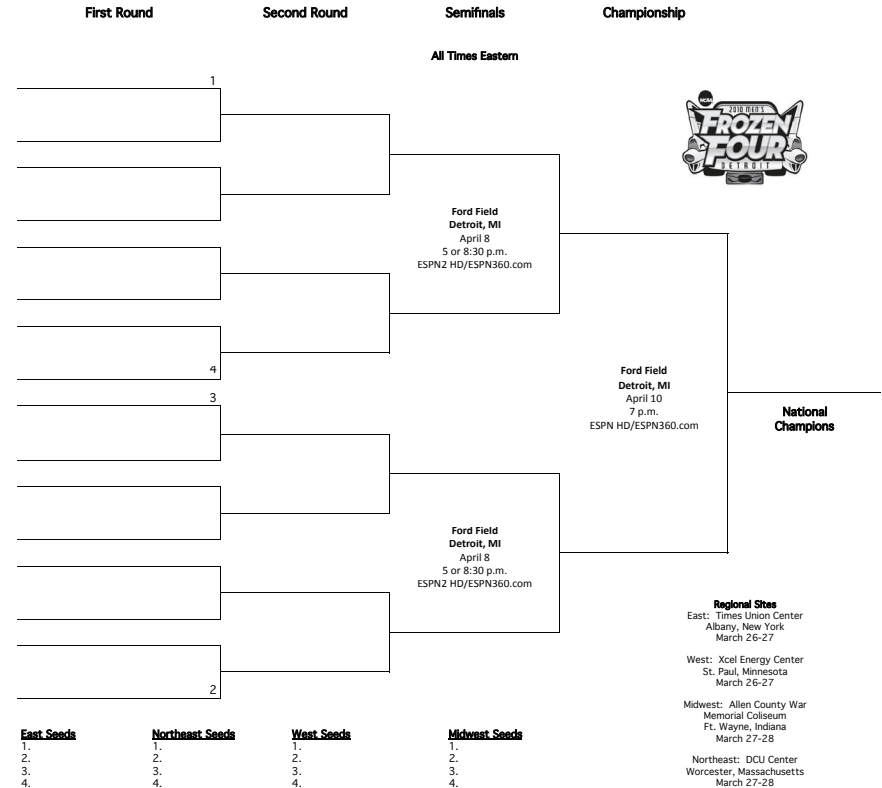 First Round Second Round Semifinals Championship
All Times Eastern
NCAA
2010 MEN'S
FROZEN
FOUR
DETROIT
1
4
3
2
Ford Field
Detroit, MI
April 8
5 or 8:30 p.m.
ESPN2 HD/ESPN360.com
Ford Field
Detroit, MI
April 10
7 p.m.
ESPN HD/ESPN360.com
National
Champions
Ford Field
Detroit, MI
April 8
5 or 8:30 p.m.
ESPN2 HD/ESPN360.com
Regional Sites
East: Times Union Center
Albany, New York
March 26-27
West: Xcel Energy Center
St. Paul, Minnesota
March 26-27
Midwest: Allen County War
Memorial Coliseum
Ft. Wayne, Indiana
March 27-28
Northeast: DCU Center
Worcester, Massachusetts
March 27-28
East Seeds
1.
2.
3.
4.
Northeast Seeds
1.
2.
3.
4.
West Seeds
1.
2.
3.
4.
Midwest Seeds
1.
2.
3.
4.